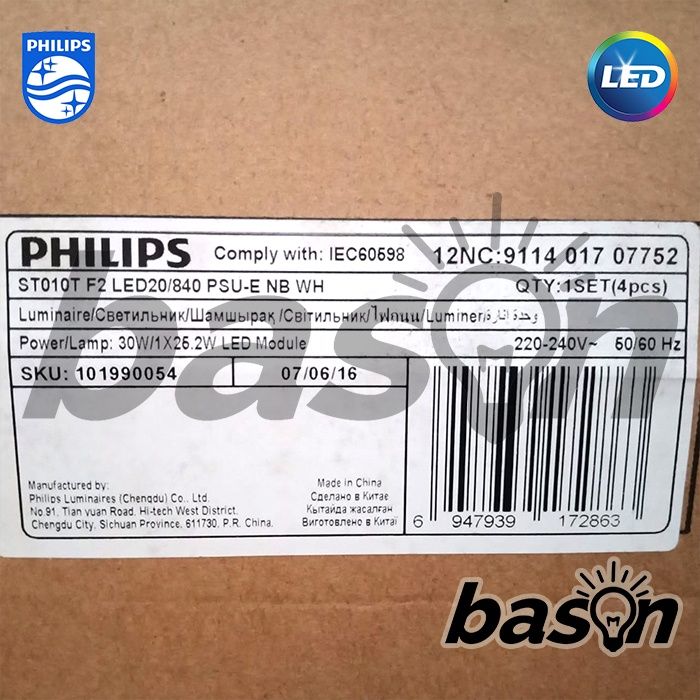 PHILIPS
LED
PHILIPS Comply with: IEC60598 12NC:9114 017 07752
ST010T F2 LED20/840 PSU-E NB WH QTY:1SET(4pcs)
Luminaire/Светильник/Шамшырақ/Світильник/ไฟถนน/Luminer/وحدة انارة
Power/Lamp: 30W/1X25.2W LED Module 220-240V~ 50/60 Hz
SKU: 101990054 07/06/16
bason
Manufactured by:
Philips Luminaires (Chengdu) Co., Ltd.
No.91, Tian yuan Road, Hi-tech West District,
Chengdu City, Sichuan Province, 611730, P.R. China.
Made in China
Сделано в Китае
Қытайда жасалған
Виготовлено в Китаї
6 947939 172863
bason